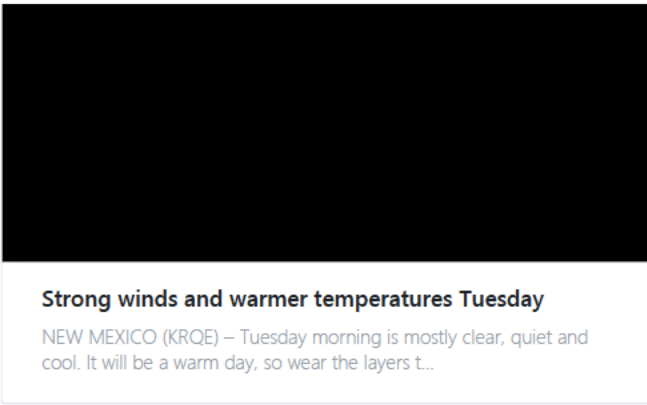 Strong winds and warmer temperatures Tuesday
NEW MEXICO (KRQE) – Tuesday morning is mostly clear, quiet and
cool. It will be a warm day, so wear the layers t...